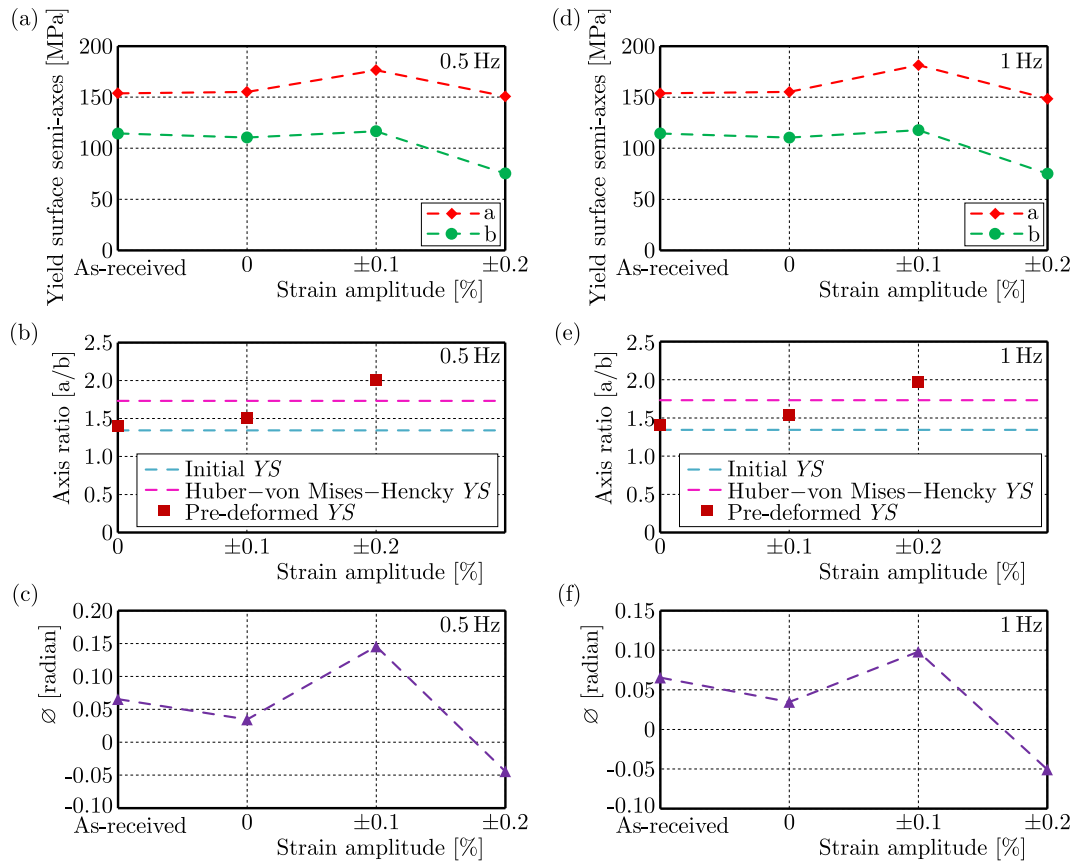 (a)
Yield surface semi-axes [MPa]
200
150
100
50
0
0.5 Hz
a
b
As-received
0
±0.1
±0.2
Strain amplitude [%]
(d)
Yield surface semi-axes [MPa]
200
150
100
50
0
1 Hz
a
b
As-received
0
±0.1
±0.2
Strain amplitude [%]
(b)
Axis ratio [a/b]
2.5
2.0
1.5
1.0
0.5
0
0.5 Hz
Initial YS
Huber−von Mises−Hencky YS
Pre-deformed YS
0
±0.1
±0.2
Strain amplitude [%]
(e)
Axis ratio [a/b]
2.5
2.0
1.5
1.0
0.5
0
1 Hz
Initial YS
Huber−von Mises−Hencky YS
Pre-deformed YS
0
±0.1
±0.2
Strain amplitude [%]
(c)
∅ [radian]
0.20
0.15
0.10
0.05
0
-0.05
-0.10
0.5 Hz
As-received
0
±0.1
±0.2
Strain amplitude [%]
(f)
∅ [radian]
0.15
0.10
0.05
0
-0.05
-0.10
1 Hz
As-received
0
±0.1
±0.2
Strain amplitude [%]